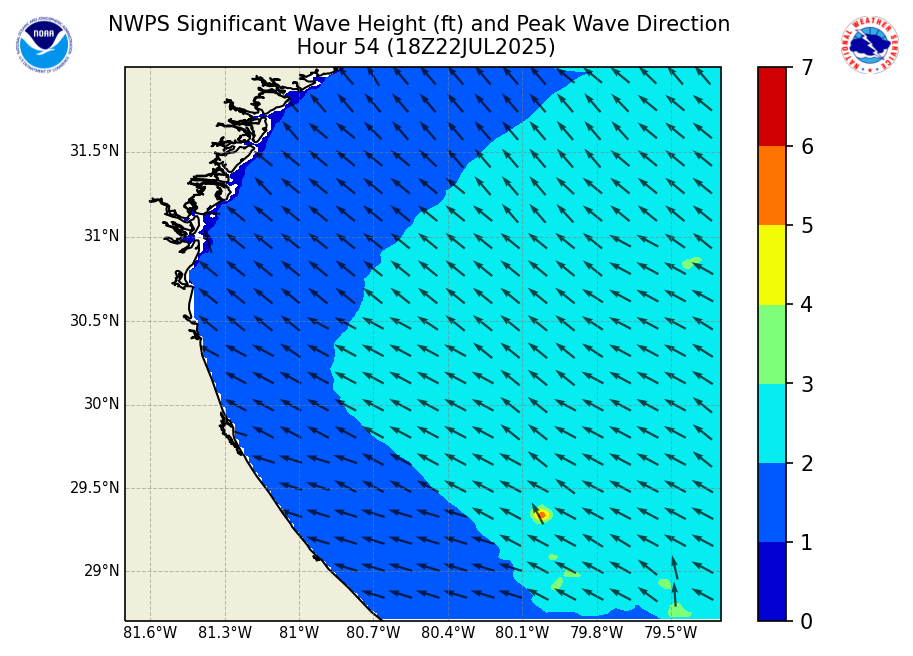 NWPS Significant Wave Height (ft) and Peak Wave Direction
Hour 54 (18Z22JUL2025)
NOAA
NATIONAL WEATHER SERVICE
7
6
5
4
3
2
1
0
31.5°N
31°N
30.5°N
30°N
29.5°N
29°N
81.6°W 81.3°W 81°W 80.7°W 80.4°W 80.1°W 79.8°W 79.5°W